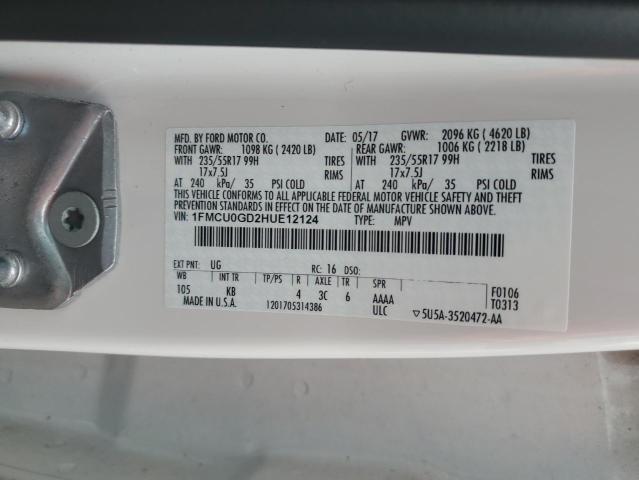 MFD. BY FORD MOTOR CO. DATE: 05/17 GVWR: 2096 KG ( 4620 LB)
FRONT GAWR: 1098 KG ( 2420 LB) REAR GAWR: 1006 KG ( 2218 LB)
WITH 235/55R17 99H TIRES WITH 235/55R17 99H TIRES
17x7.5J RIMS 17x7.5J RIMS
AT 240 kPa/ 35 PSI COLD AT 240 kPa/ 35 PSI COLD
THIS VEHICLE CONFORMS TO ALL APPLICABLE FEDERAL MOTOR VEHICLE SAFETY AND THEFT
PREVENTION STANDARDS IN EFFECT ON THE DATE OF MANUFACTURE SHOWN ABOVE.
VIN: 1FMCU0GD2HUE12124 TYPE: MPV
EXT PNT: UG RC: 16 DSO: F0106
WB INT TR TP/PS R AXLE TR SPR T0313
105 KB 4 3C 6 AAAA
MADE IN U.S.A. 1201705314386 ULC ▽5U5A-3520472-AA